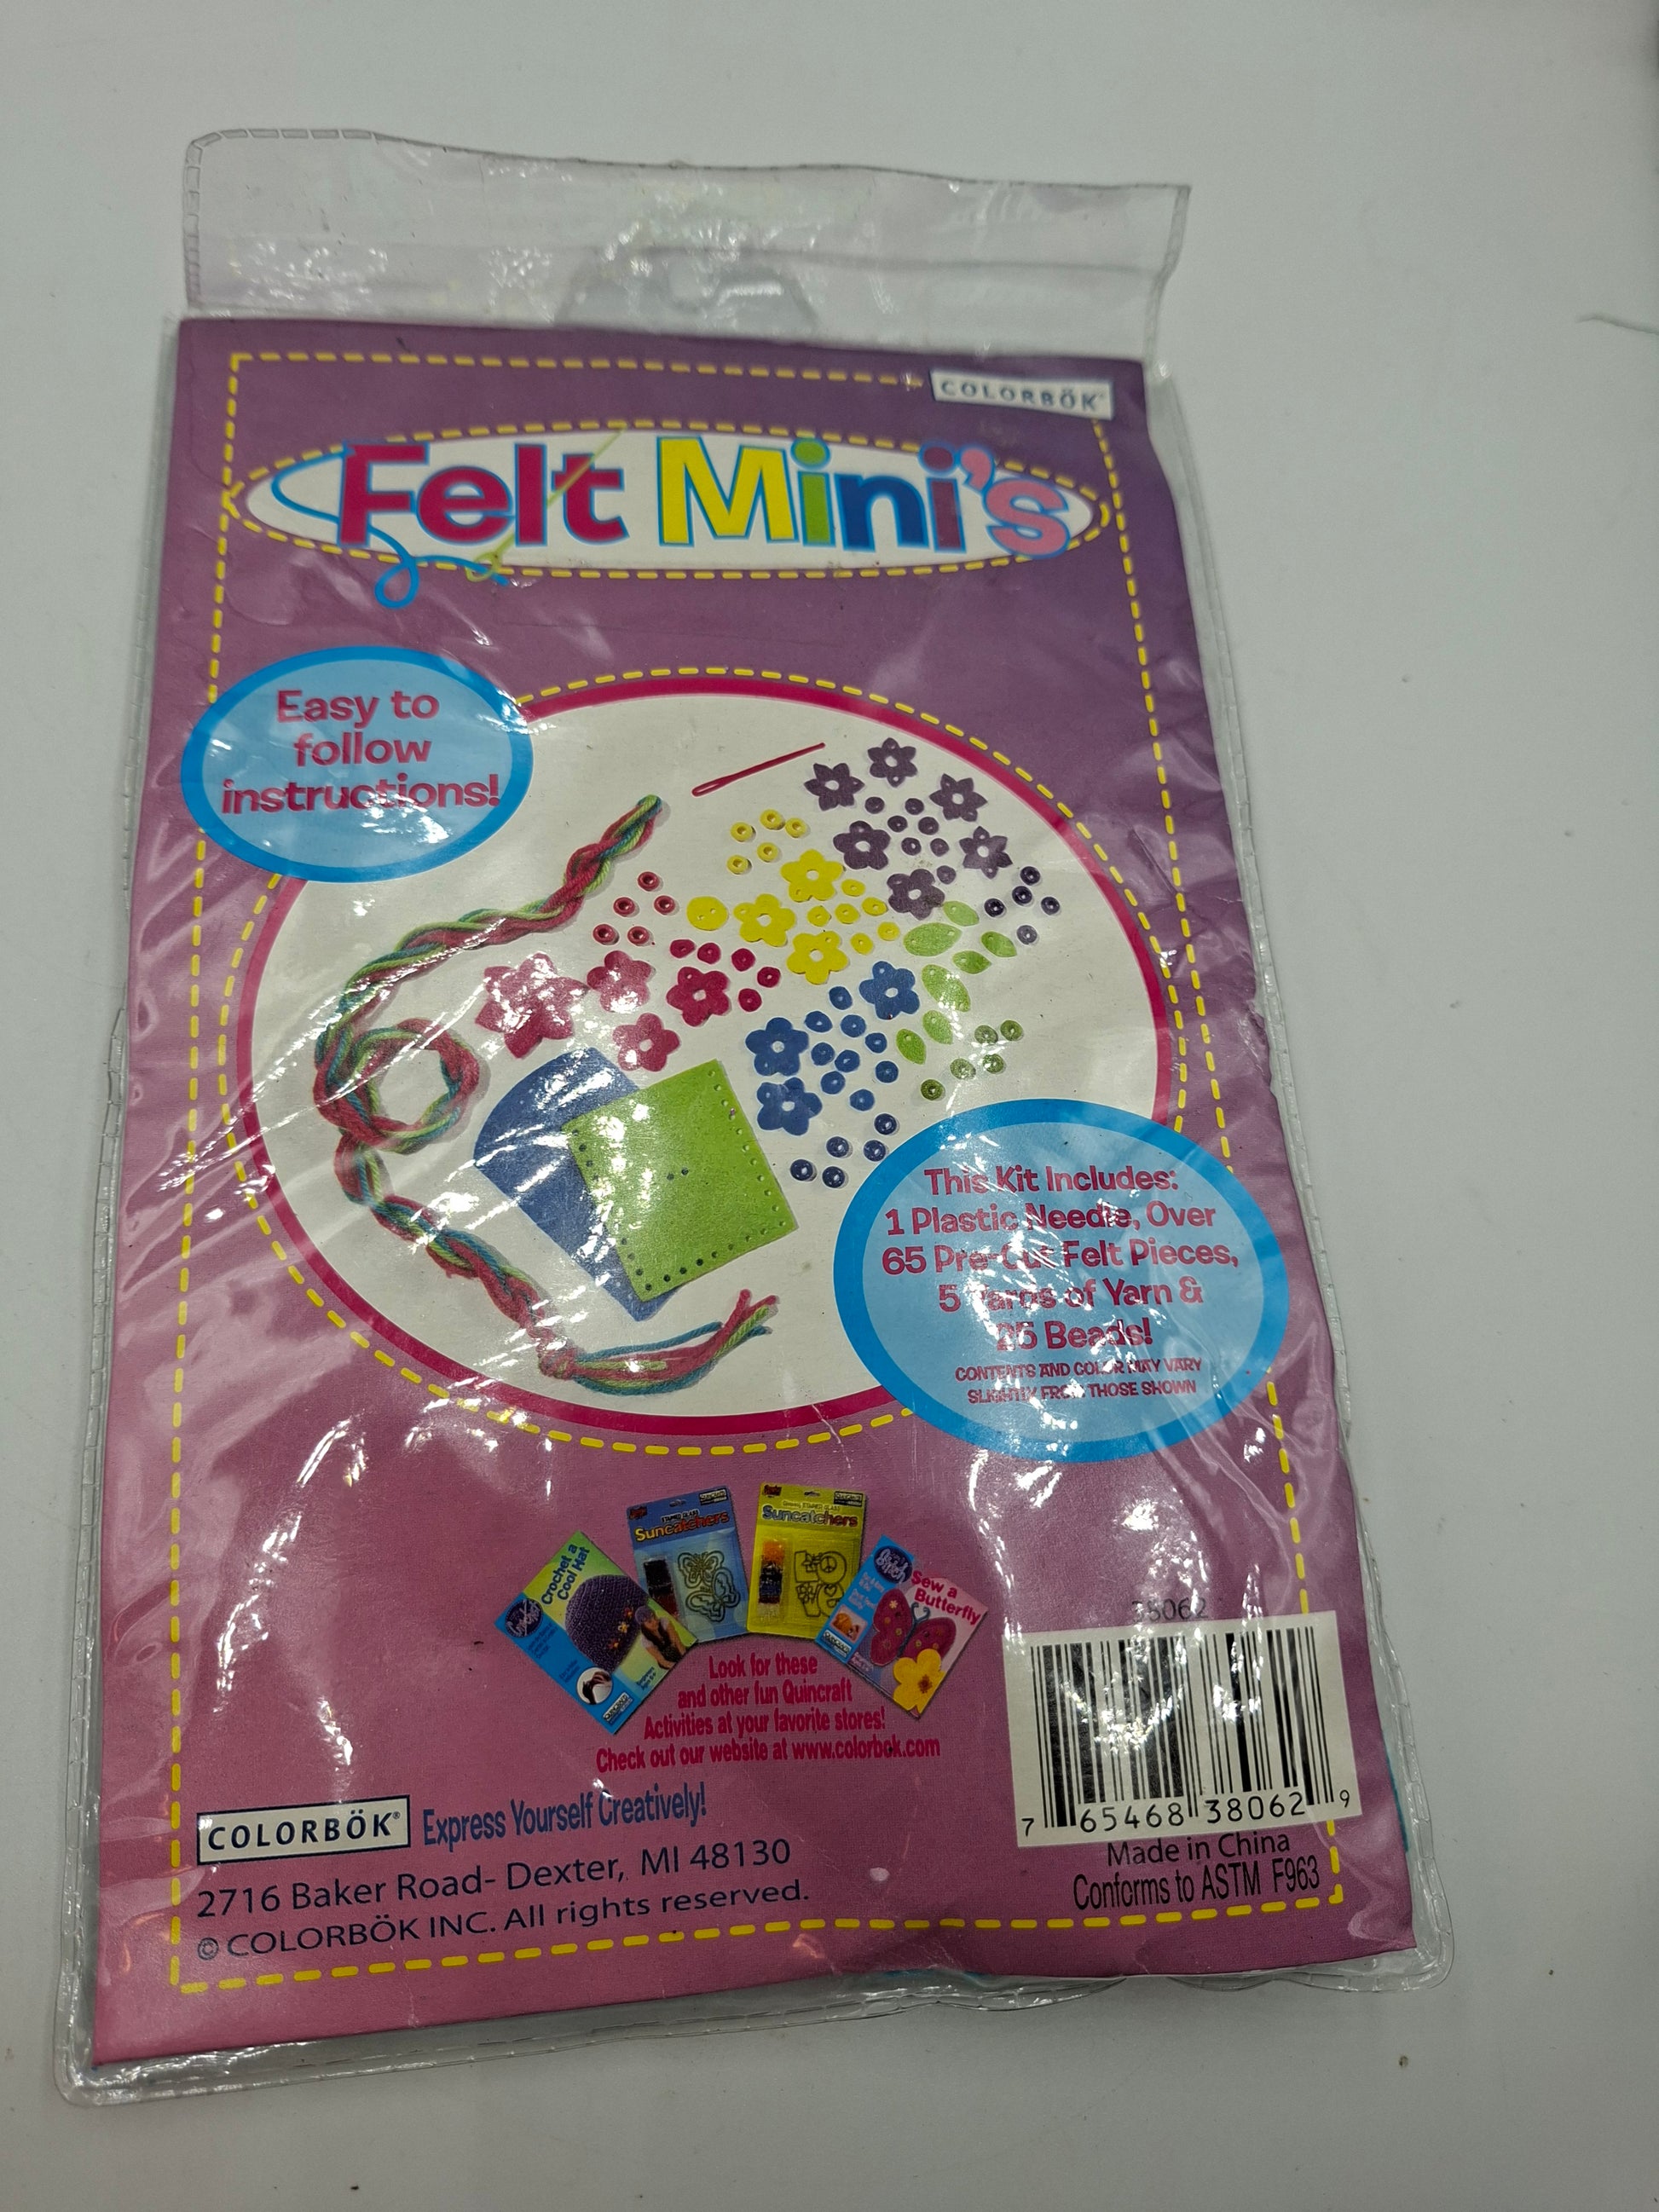 COLORBÖK®
Felt Mini's
Easy to
follow
instructions!
This Kit Includes:
1 Plastic Needle, Over
65 Pre-Cut Felt Pieces,
5 Yards of Yarn &
25 Beads!
CONTENTS AND COLOR MAY VARY
SLIGHTLY FROM THOSE SHOWN
Crochet a
Cool Hat
Suncatchers
Suncatchers
Sew a
Butterfly
Look for these
and other fun Quincraft
Activities at your favorite stores!
Check out our website at www.colorbok.com
38062
7 65468 38062 9
Made in China
Conforms to ASTM F963
COLORBÖK® Express Yourself Creatively!
2716 Baker Road- Dexter, MI 48130
© COLORBÖK INC. All rights reserved.